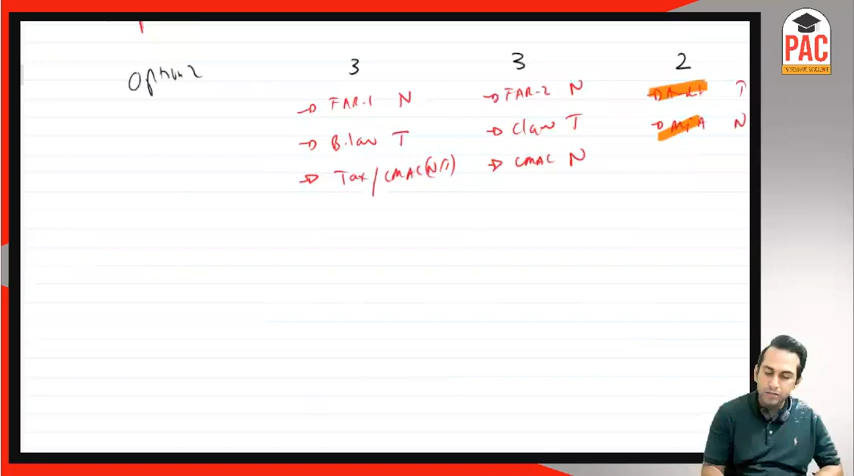 PAC
option 2
3 3 2
→ FAR-1 N → FAR-2 N T
→ B.law T → Claw T N
→ Tax/CMAC(N/T) → CMAC N